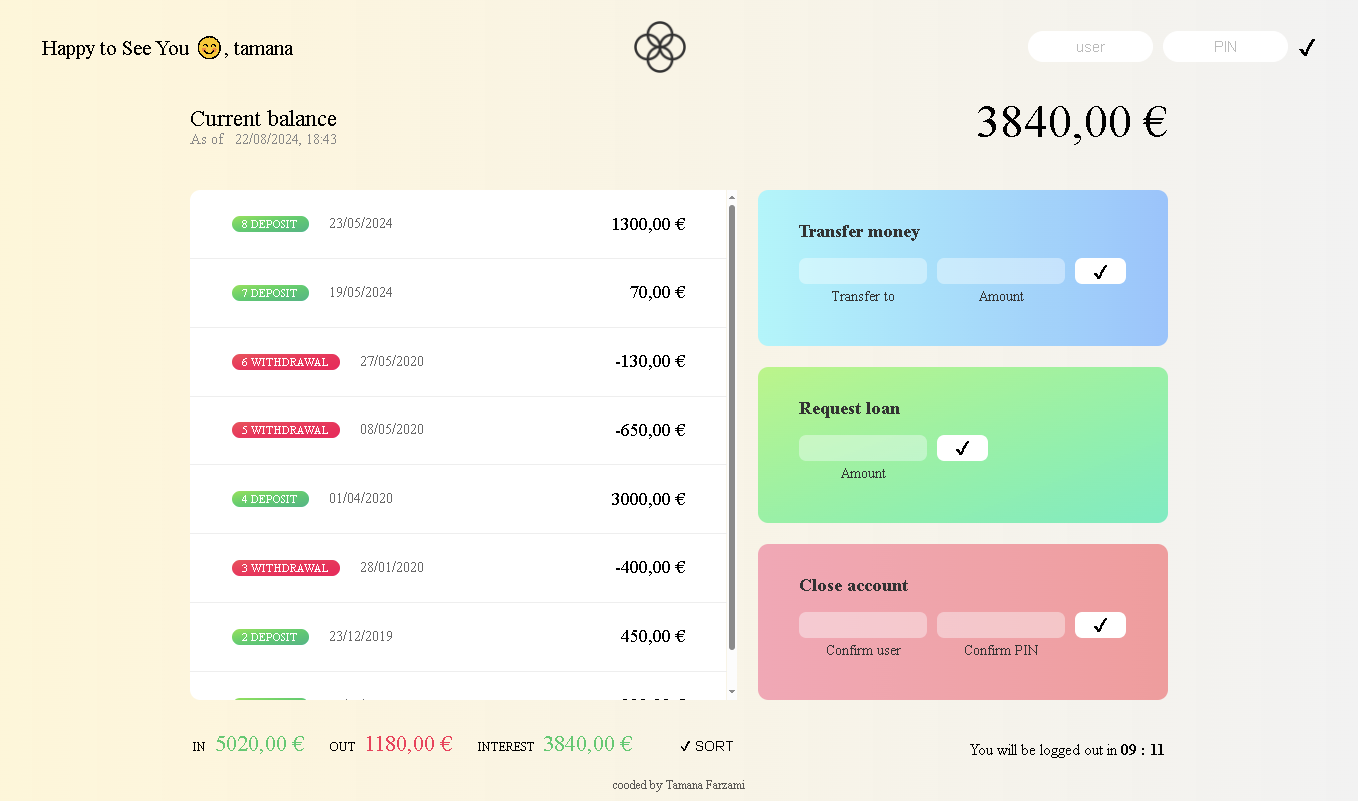 Happy to See You 😊, tamana
user
PIN
✓
Current balance
As of 22/08/2024, 18:43
3840,00 €
8 DEPOSIT 23/05/2024 1300,00 €
7 DEPOSIT 19/05/2024 70,00 €
6 WITHDRAWAL 27/05/2020 -130,00 €
5 WITHDRAWAL 08/05/2020 -650,00 €
4 DEPOSIT 01/04/2020 3000,00 €
3 WITHDRAWAL 28/01/2020 -400,00 €
2 DEPOSIT 23/12/2019 450,00 €
Transfer money
✓
Transfer to Amount
Request loan
✓
Amount
Close account
✓
Confirm user Confirm PIN
IN 5020,00 € OUT 1180,00 € INTEREST 3840,00 € ✓ SORT
You will be logged out in 09 : 11
cooded by Tamana Farzami